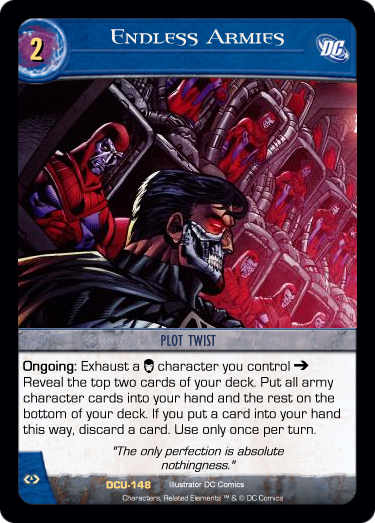 2
ENDLESS ARMIES
DC
PLOT TWIST
Ongoing: Exhaust a character you control ➔
Reveal the top two cards of your deck. Put all army
character cards into your hand and the rest on the
bottom of your deck. If you put a card into your hand
this way, discard a card. Use only once per turn.
"The only perfection is absolute
nothingness."
DCU-148 Illustrator DC Comics
Characters, Related Elements ™ & © DC Comics